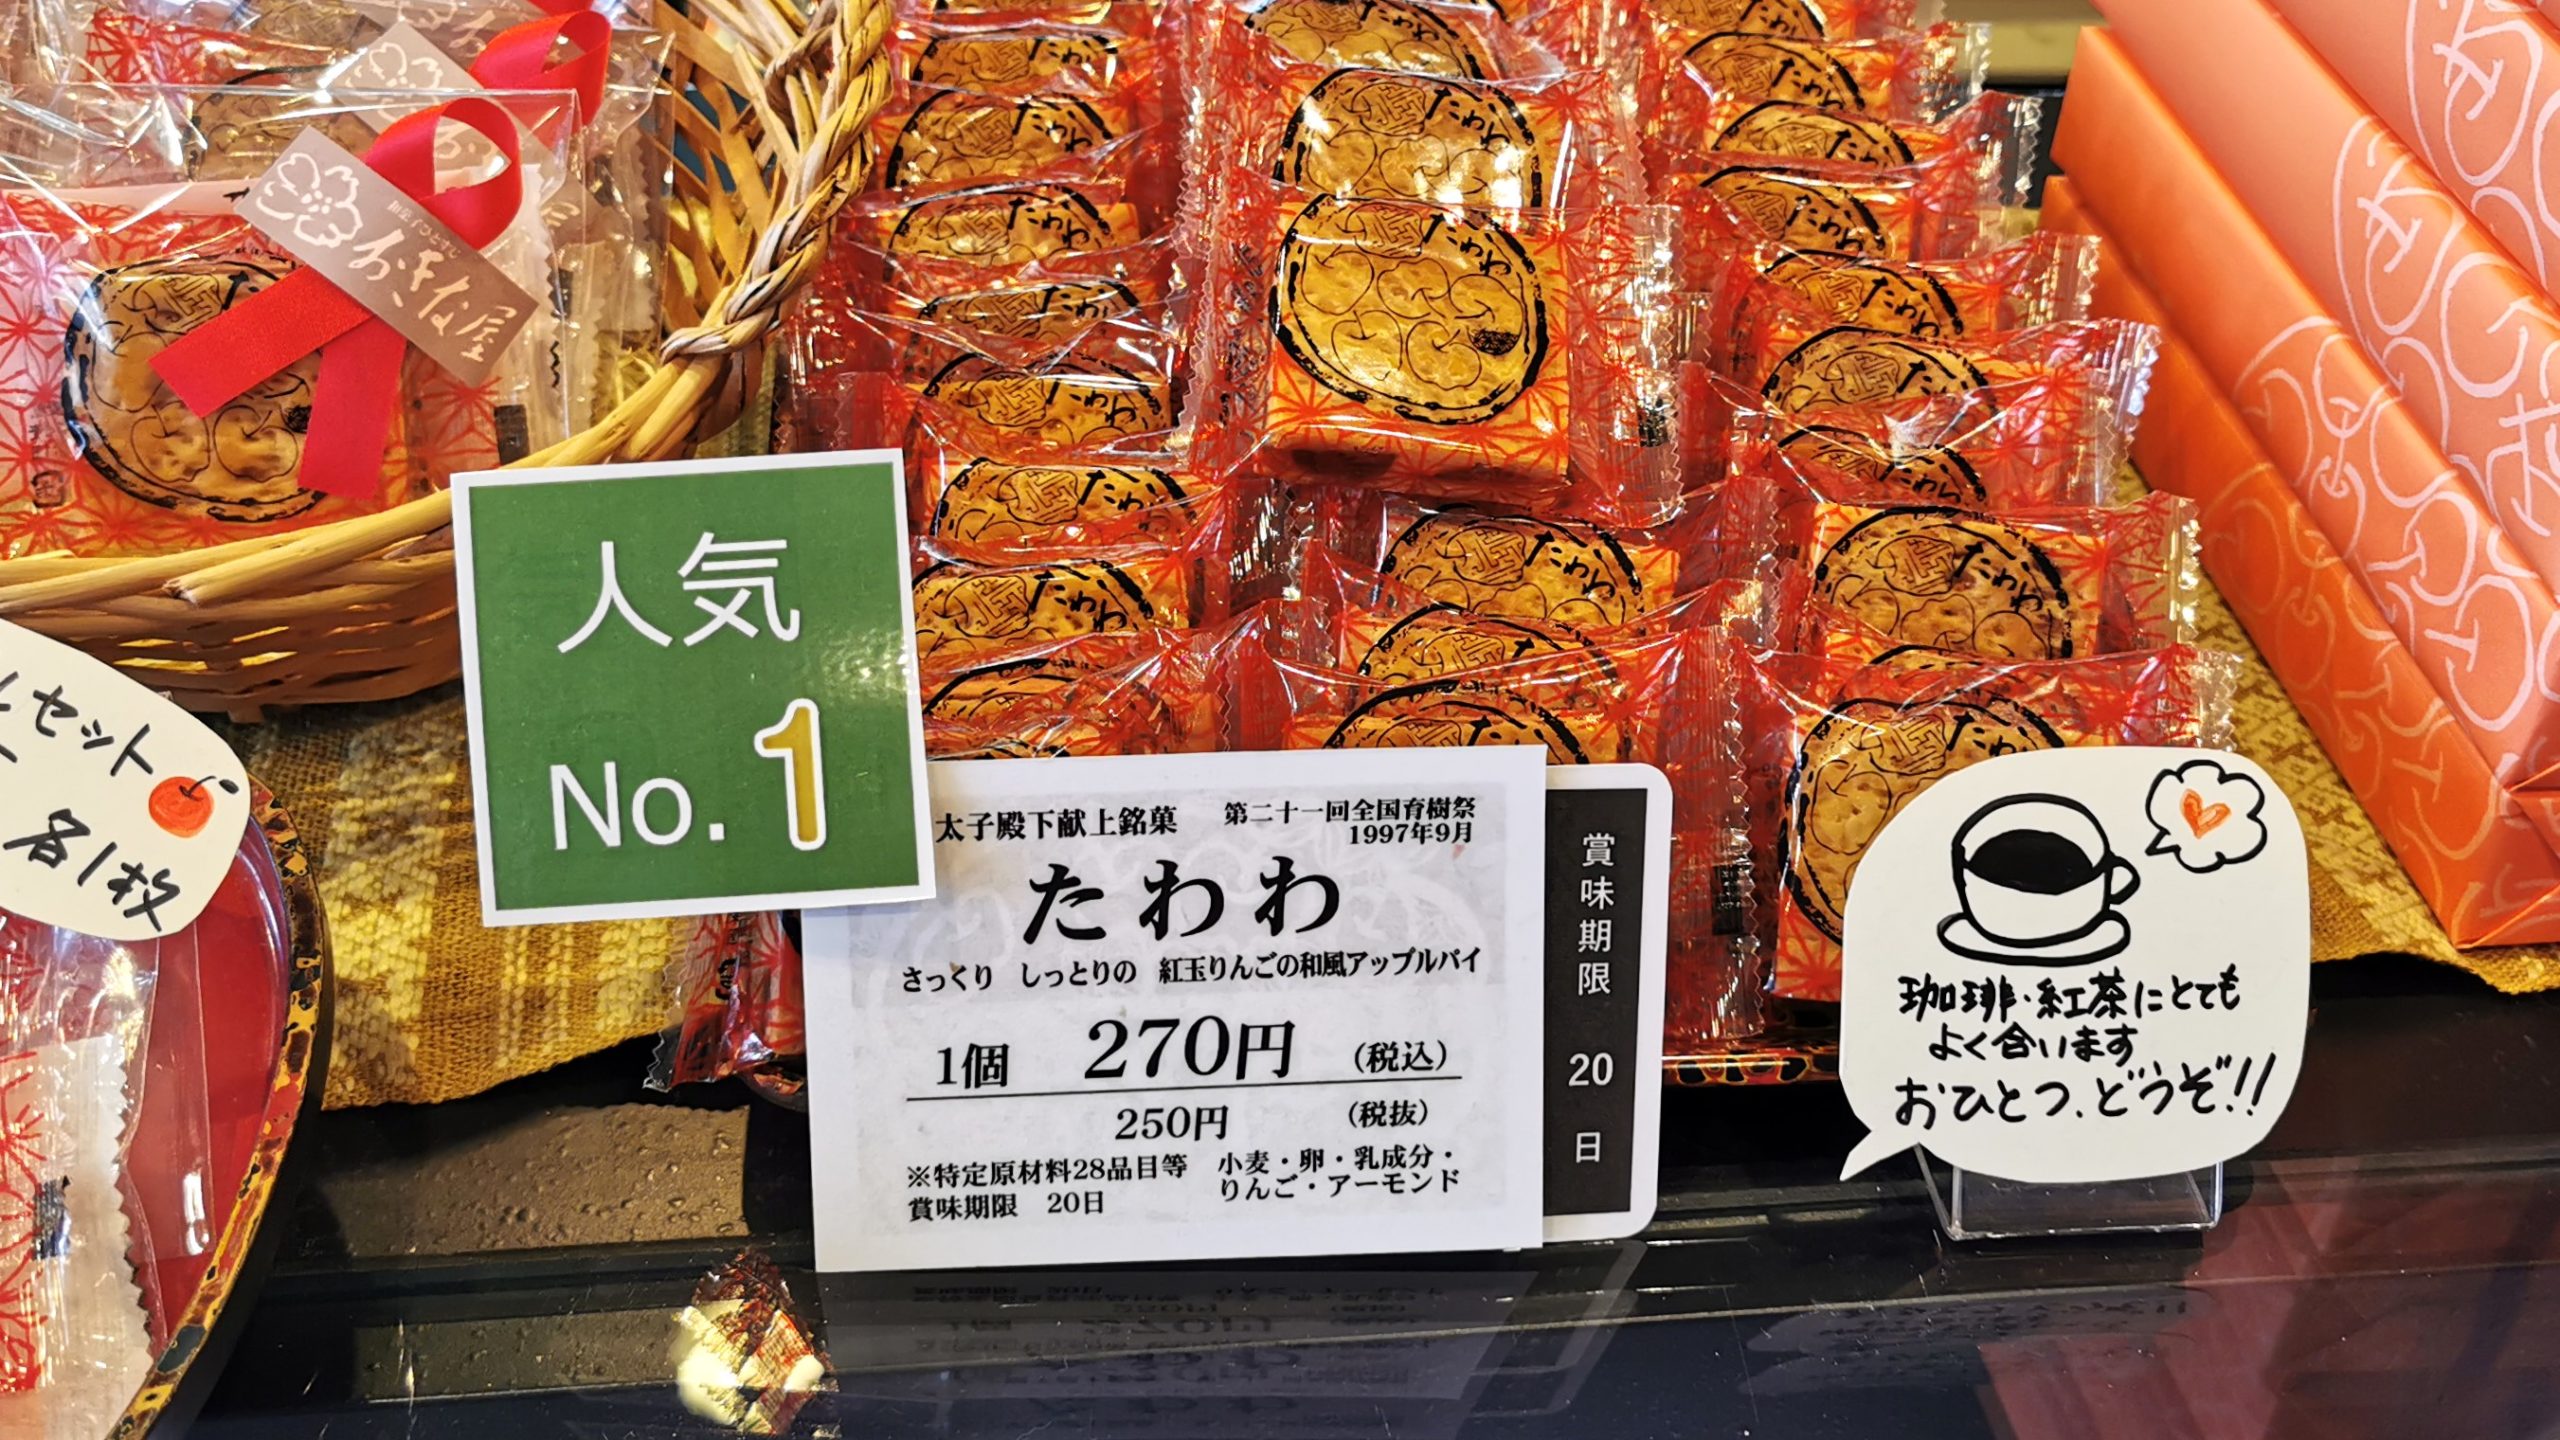 おきな屋
たわわ
人気
No.1
太子殿下献上銘菓 第二十一回全国育樹祭
1997年9月
たわわ
さっくり しっとりの 紅玉りんごの和風アップルパイ
1個 270円 (税込)
250円 (税抜)
※特定原材料28品目等 小麦・卵・乳成分・
賞味期限 20日 りんご・アーモンド
賞味期限 20日
珈琲・紅茶にとても
よく合います
おひとつ、どうぞ!!
セット
各1枚